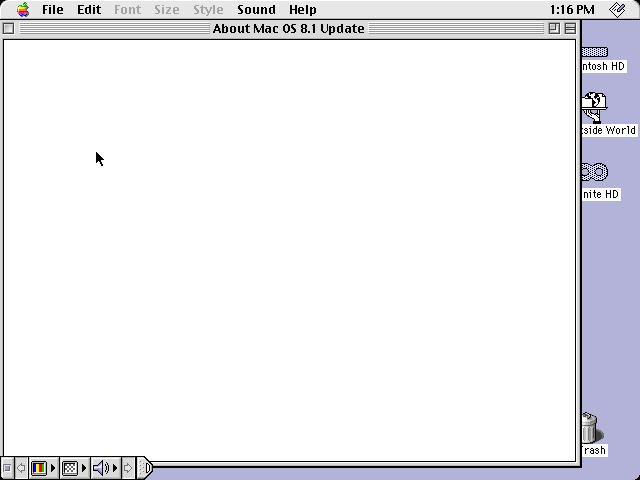 File Edit Font Size Style Sound Help 1:16 PM
About Mac OS 8.1 Update
ntosh HD
side World
nite HD
Trash